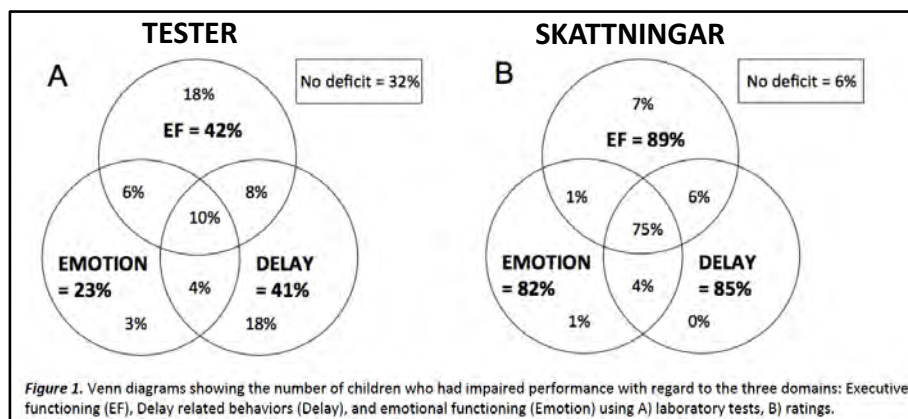 TESTER
SKATTNINGAR
A
No deficit = 32%
18%
EF = 42%
6%
8%
10%
EMOTION
= 23%
DELAY
= 41%
4%
3%
18%
B
No deficit = 6%
7%
EF = 89%
1%
6%
75%
EMOTION
= 82%
DELAY
= 85%
4%
1%
0%
Figure 1. Venn diagrams showing the number of children who had impaired performance with regard to the three domains: Executive
functioning (EF), Delay related behaviors (Delay), and emotional functioning (Emotion) using A) laboratory tests, B) ratings.